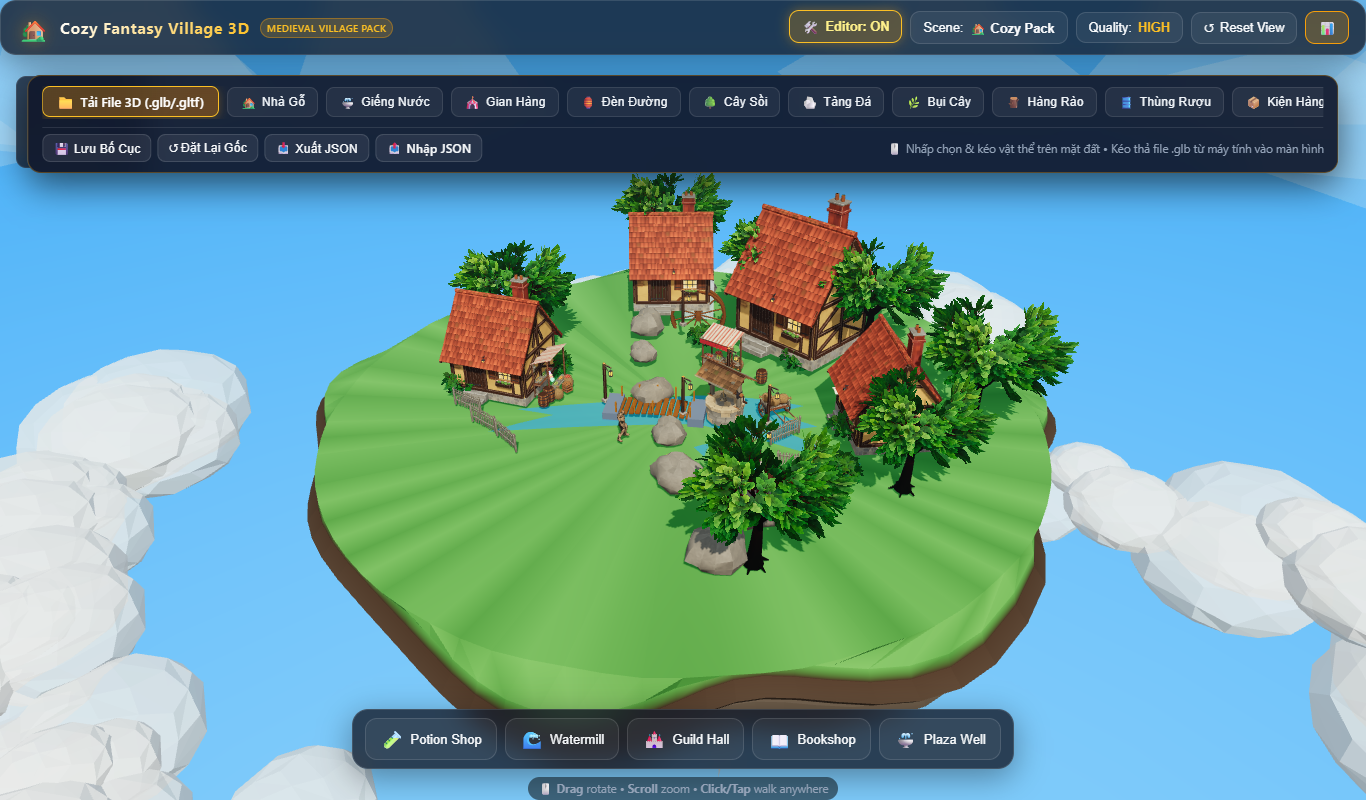 Cozy Fantasy Village 3D MEDIEVAL VILLAGE PACK Editor: ON Scene: Cozy Pack Quality: HIGH ↺ Reset View
Tải File 3D (.glb/.gltf) Nhà Gỗ Giếng Nước Gian Hàng Đèn Đường Cây Sồi Tảng Đá Bụi Cây Hàng Rào Thùng Rượu Kiện Hàng
Lưu Bố Cục ↺ Đặt Lại Gốc Xuất JSON Nhập JSON Nhấp chọn & kéo vật thể trên mặt đất • Kéo thả file .glb từ máy tính vào màn hình
Potion Shop Watermill Guild Hall Bookshop Plaza Well
Drag rotate • Scroll zoom • Click/Tap walk anywhere